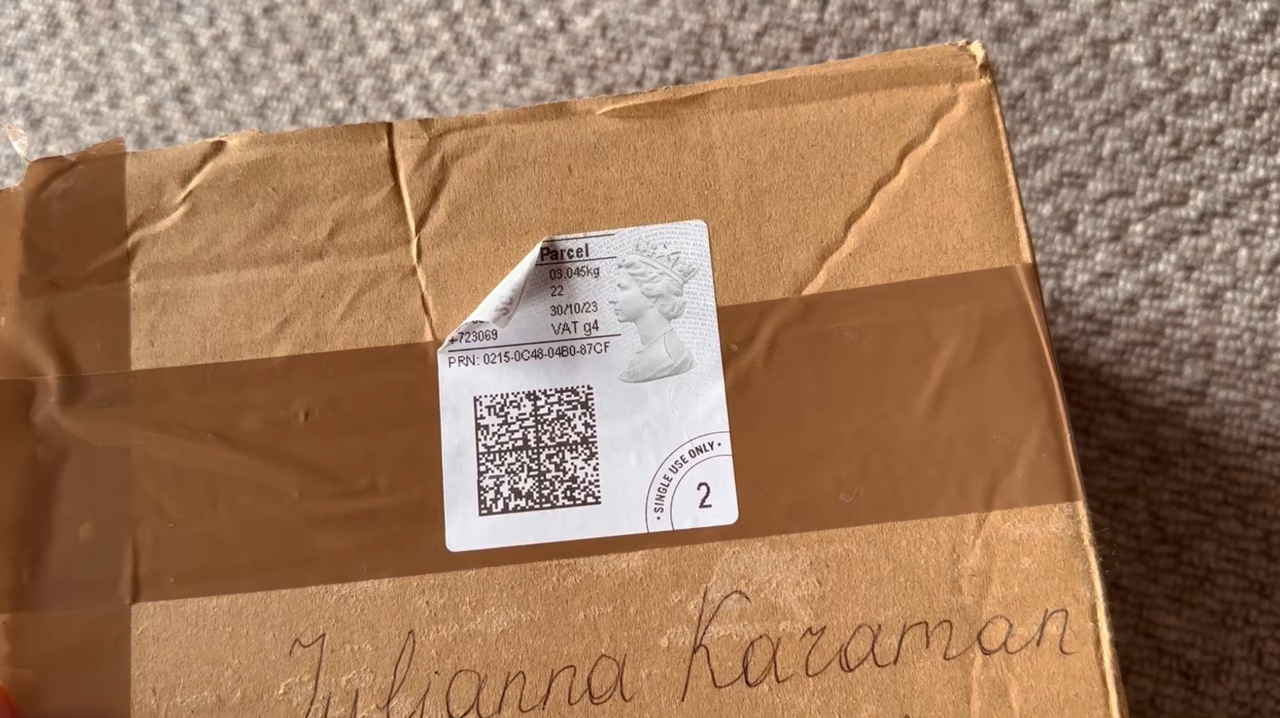 Parcel
03.045kg
22
30/10/23
+723069 VAT g4
PRN: 0215-0C48-04B0-87CF
• SINGLE USE ONLY •
2
Julianna Karaman